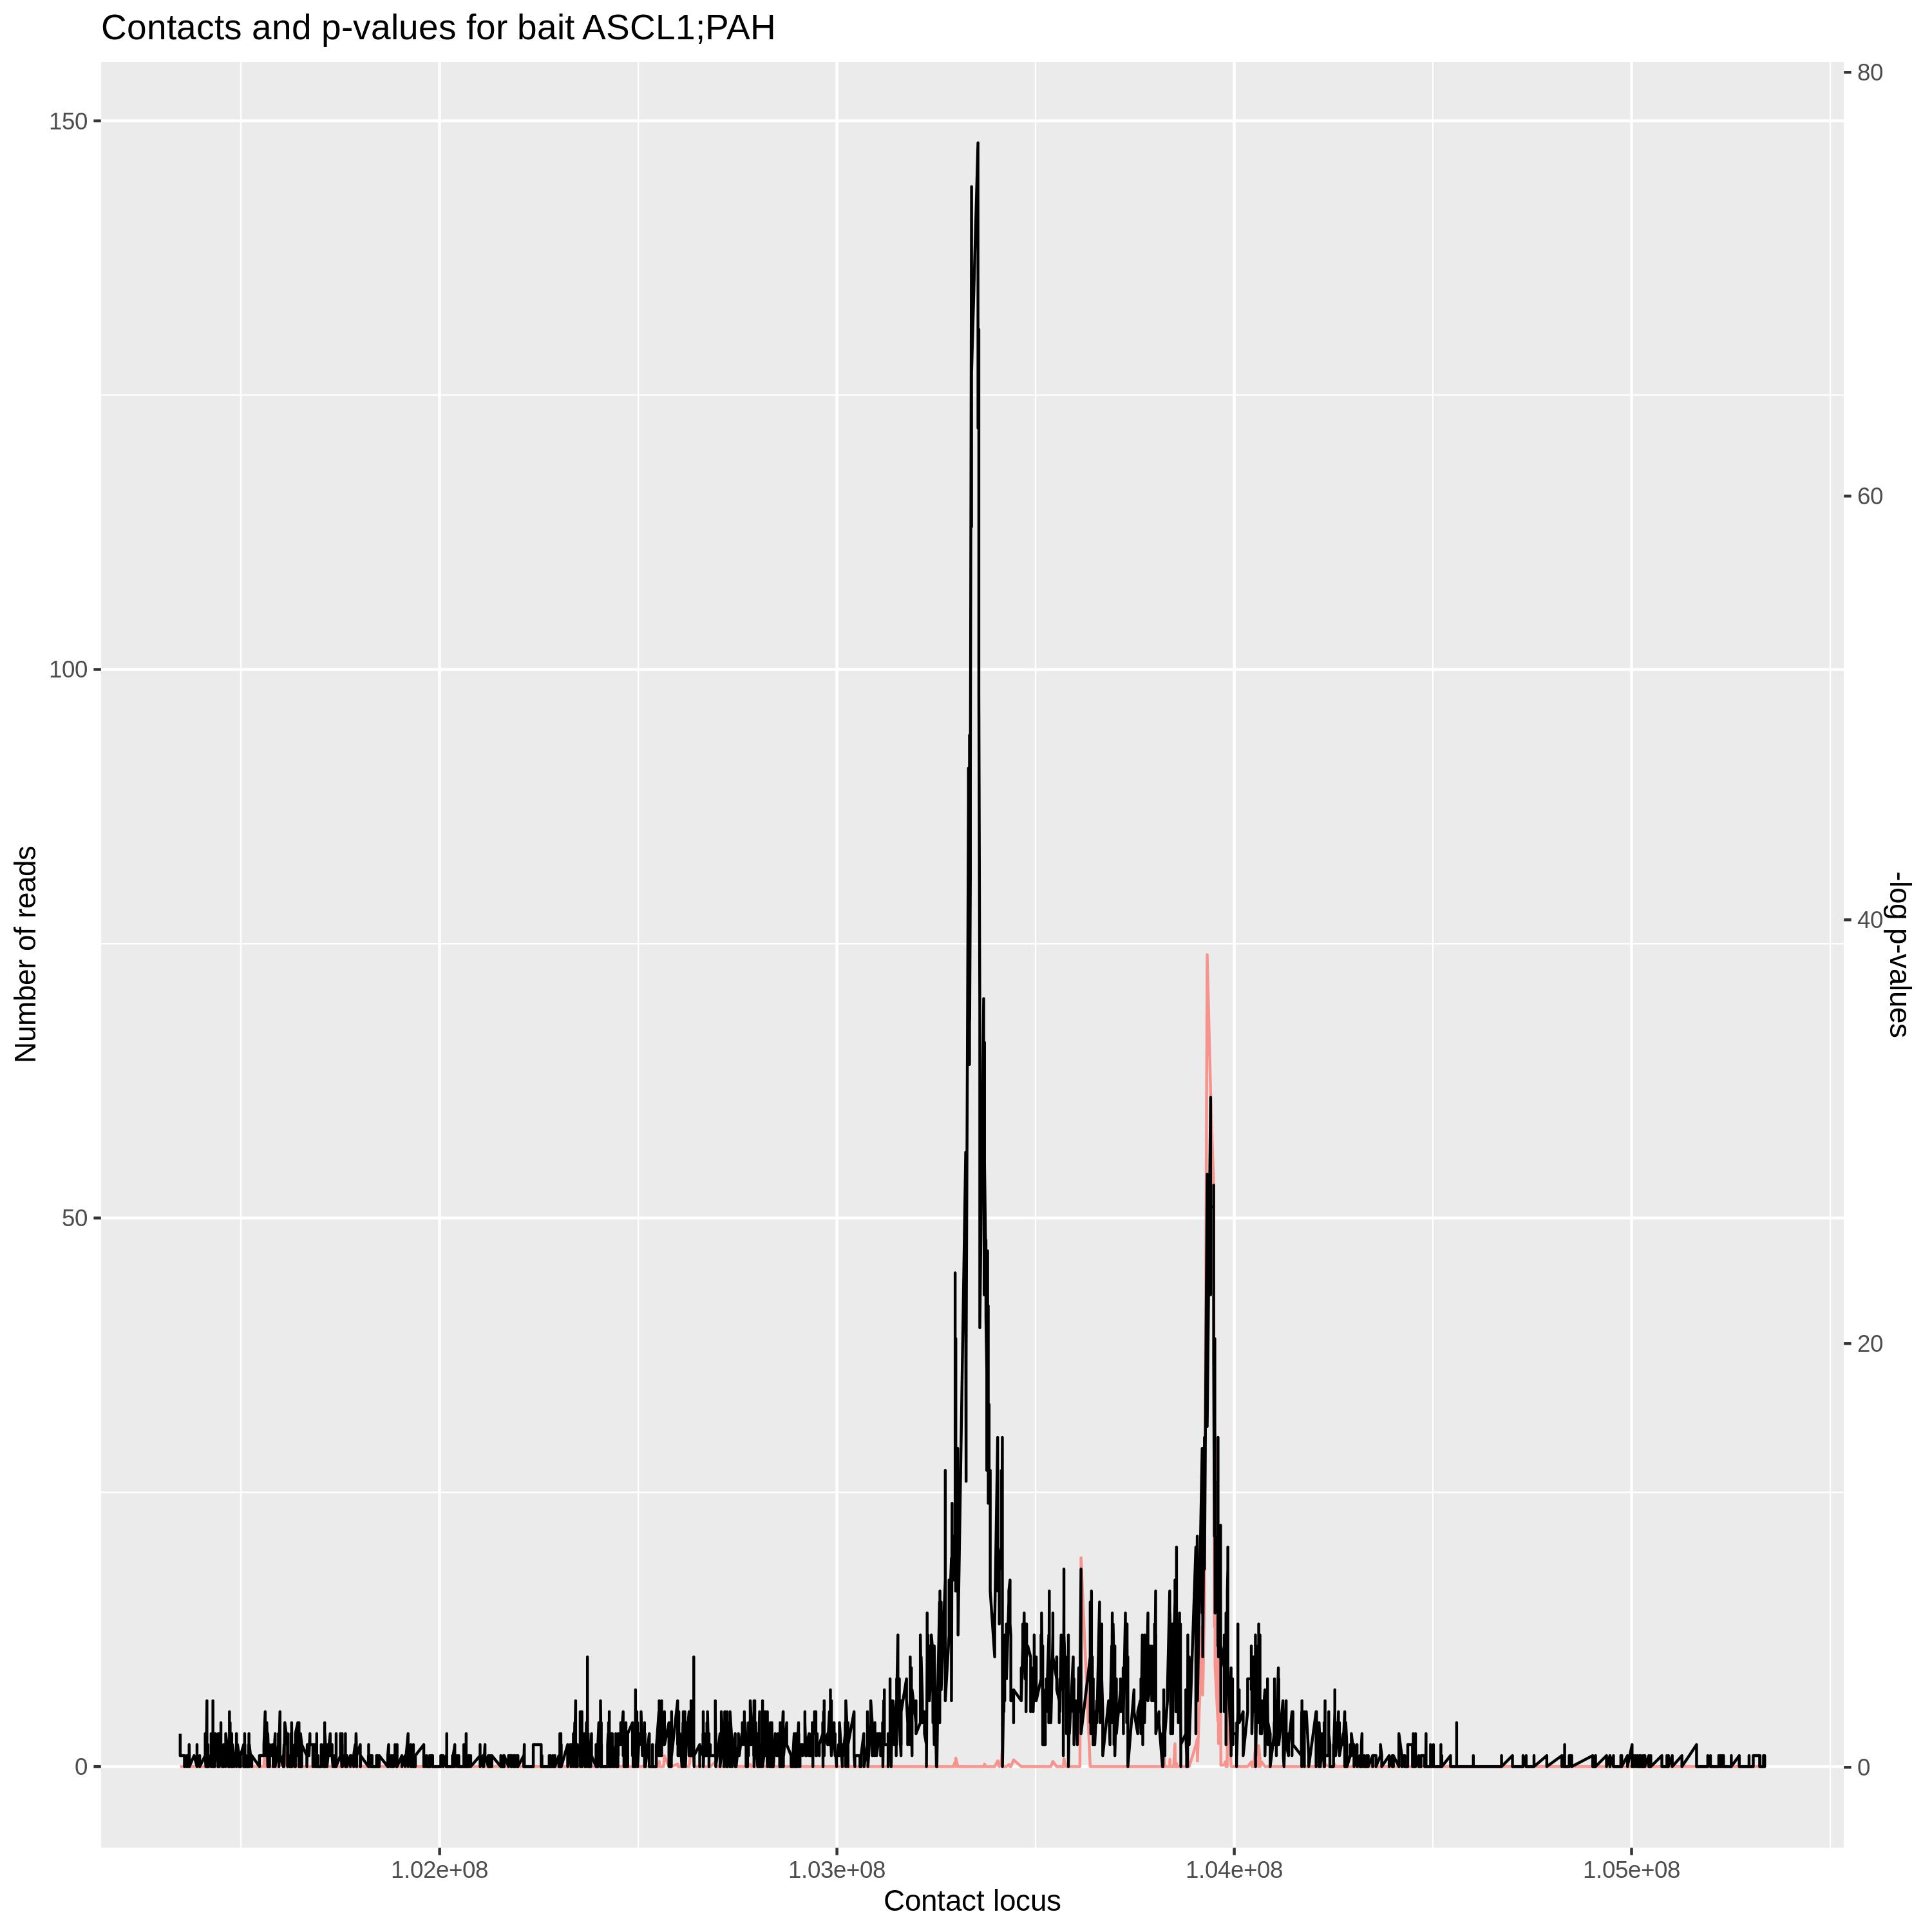 Contacts and p-values for bait ASCL1;PAH
150
100
50
0
Number of reads
80
60
40
20
0
-log p-values
1.02e+08
1.03e+08
1.04e+08
1.05e+08
Contact locus